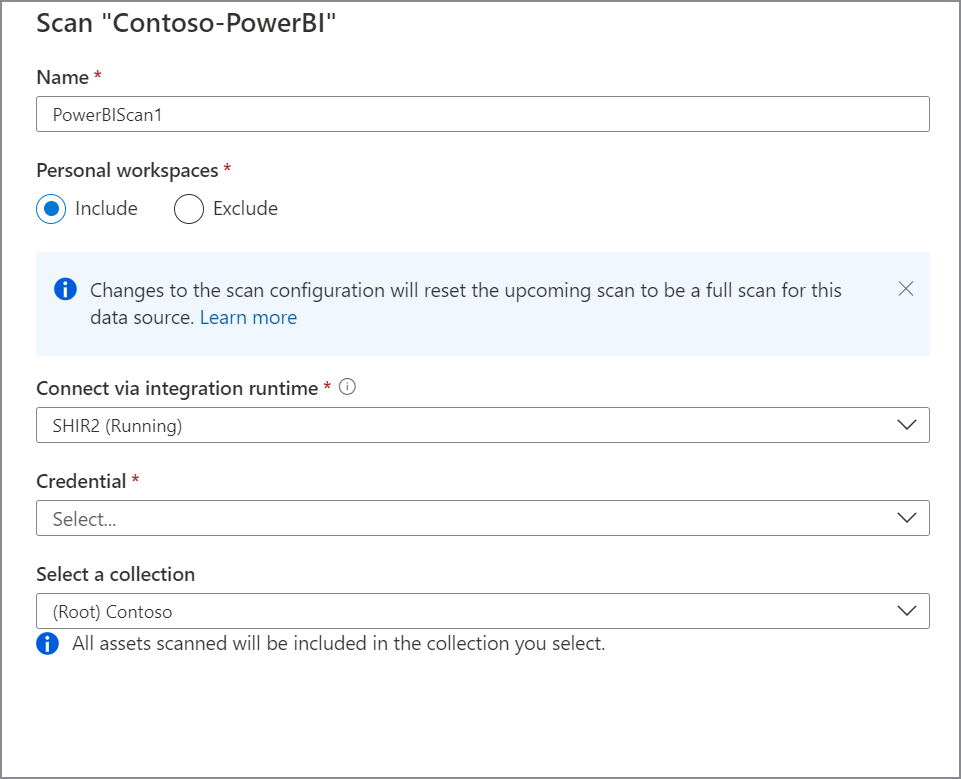 Scan "Contoso-PowerBI"
Name *
PowerBIScan1
Personal workspaces *
Include Exclude
Changes to the scan configuration will reset the upcoming scan to be a full scan for this
data source. Learn more
Connect via integration runtime *
SHIR2 (Running)
Credential *
Select...
Select a collection
(Root) Contoso
All assets scanned will be included in the collection you select.